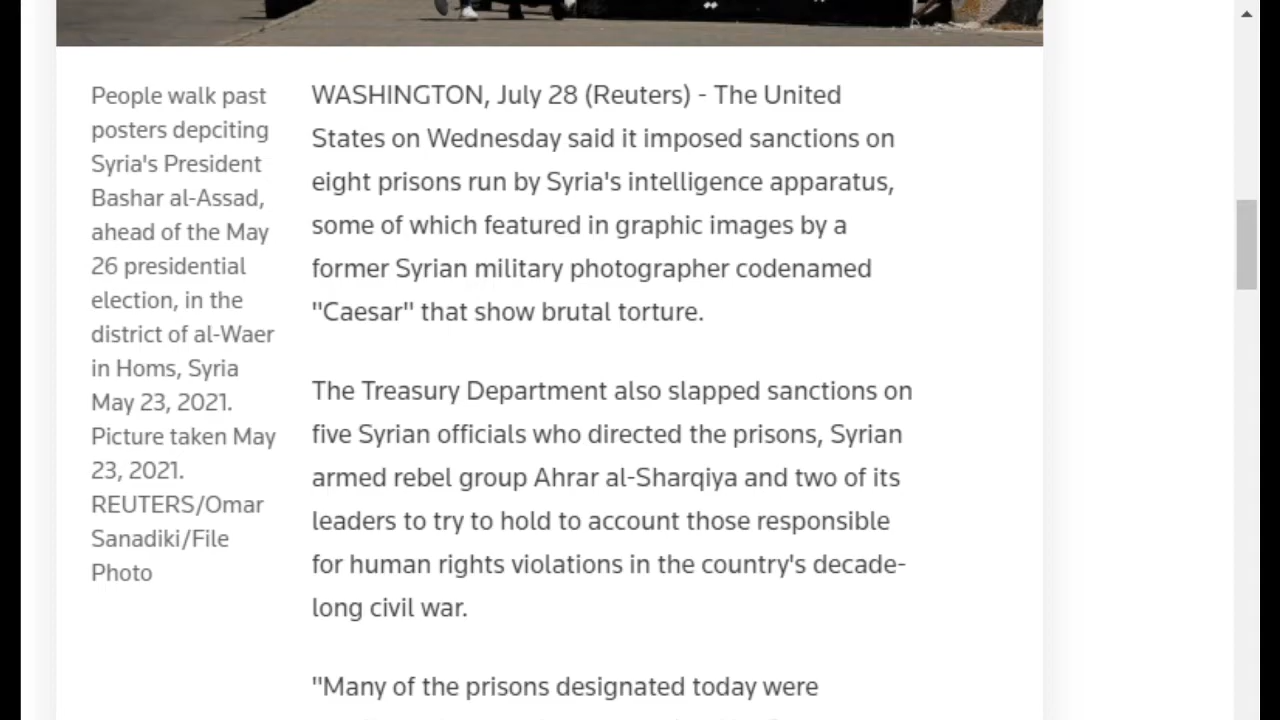 People walk past
posters depciting
Syria's President
Bashar al-Assad,
ahead of the May
26 presidential
election, in the
district of al-Waer
in Homs, Syria
May 23, 2021.
Picture taken May
23, 2021.
REUTERS/Omar
Sanadiki/File
Photo
WASHINGTON, July 28 (Reuters) - The United
States on Wednesday said it imposed sanctions on
eight prisons run by Syria's intelligence apparatus,
some of which featured in graphic images by a
former Syrian military photographer codenamed
"Caesar" that show brutal torture.
The Treasury Department also slapped sanctions on
five Syrian officials who directed the prisons, Syrian
armed rebel group Ahrar al-Sharqiya and two of its
leaders to try to hold to account those responsible
for human rights violations in the country's decade-
long civil war.
"Many of the prisons designated today were